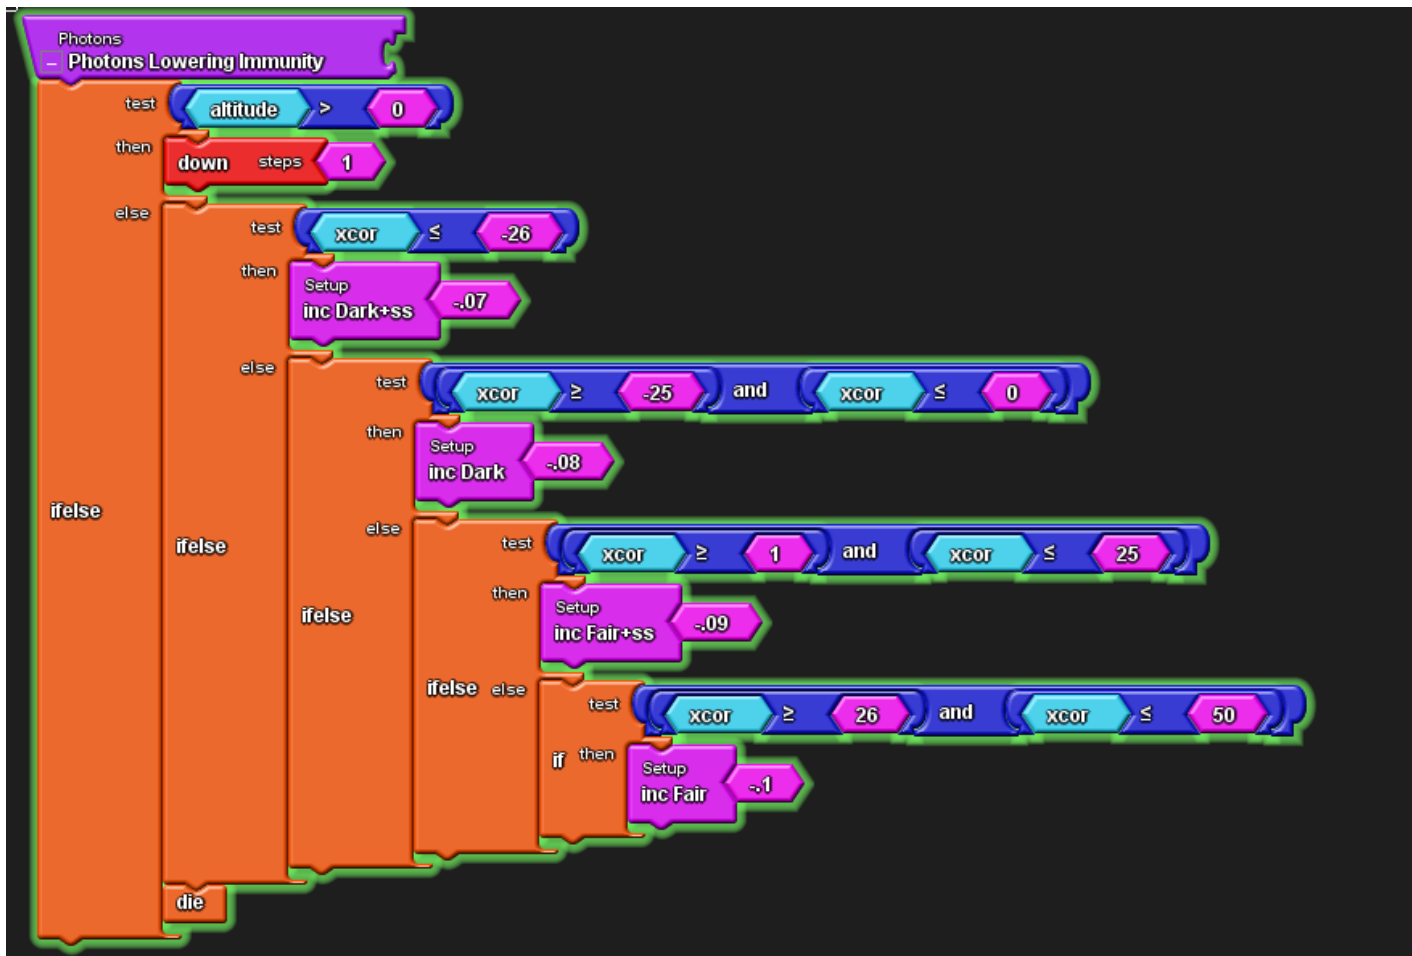 Photons
Photons Lowering Immunity
test altitude > 0
then down steps 1
else
test xcor ≤ -26
then Setup
inc Dark+ss -.07
else
test xcor ≥ -25 and xcor ≤ 0
then Setup
inc Dark -.08
else
test xcor ≥ 1 and xcor ≤ 25
then Setup
inc Fair+ss -.09
else
test xcor ≥ 26 and xcor ≤ 50
then Setup
inc Fair -.1
ifelse
ifelse
ifelse
ifelse
if
die